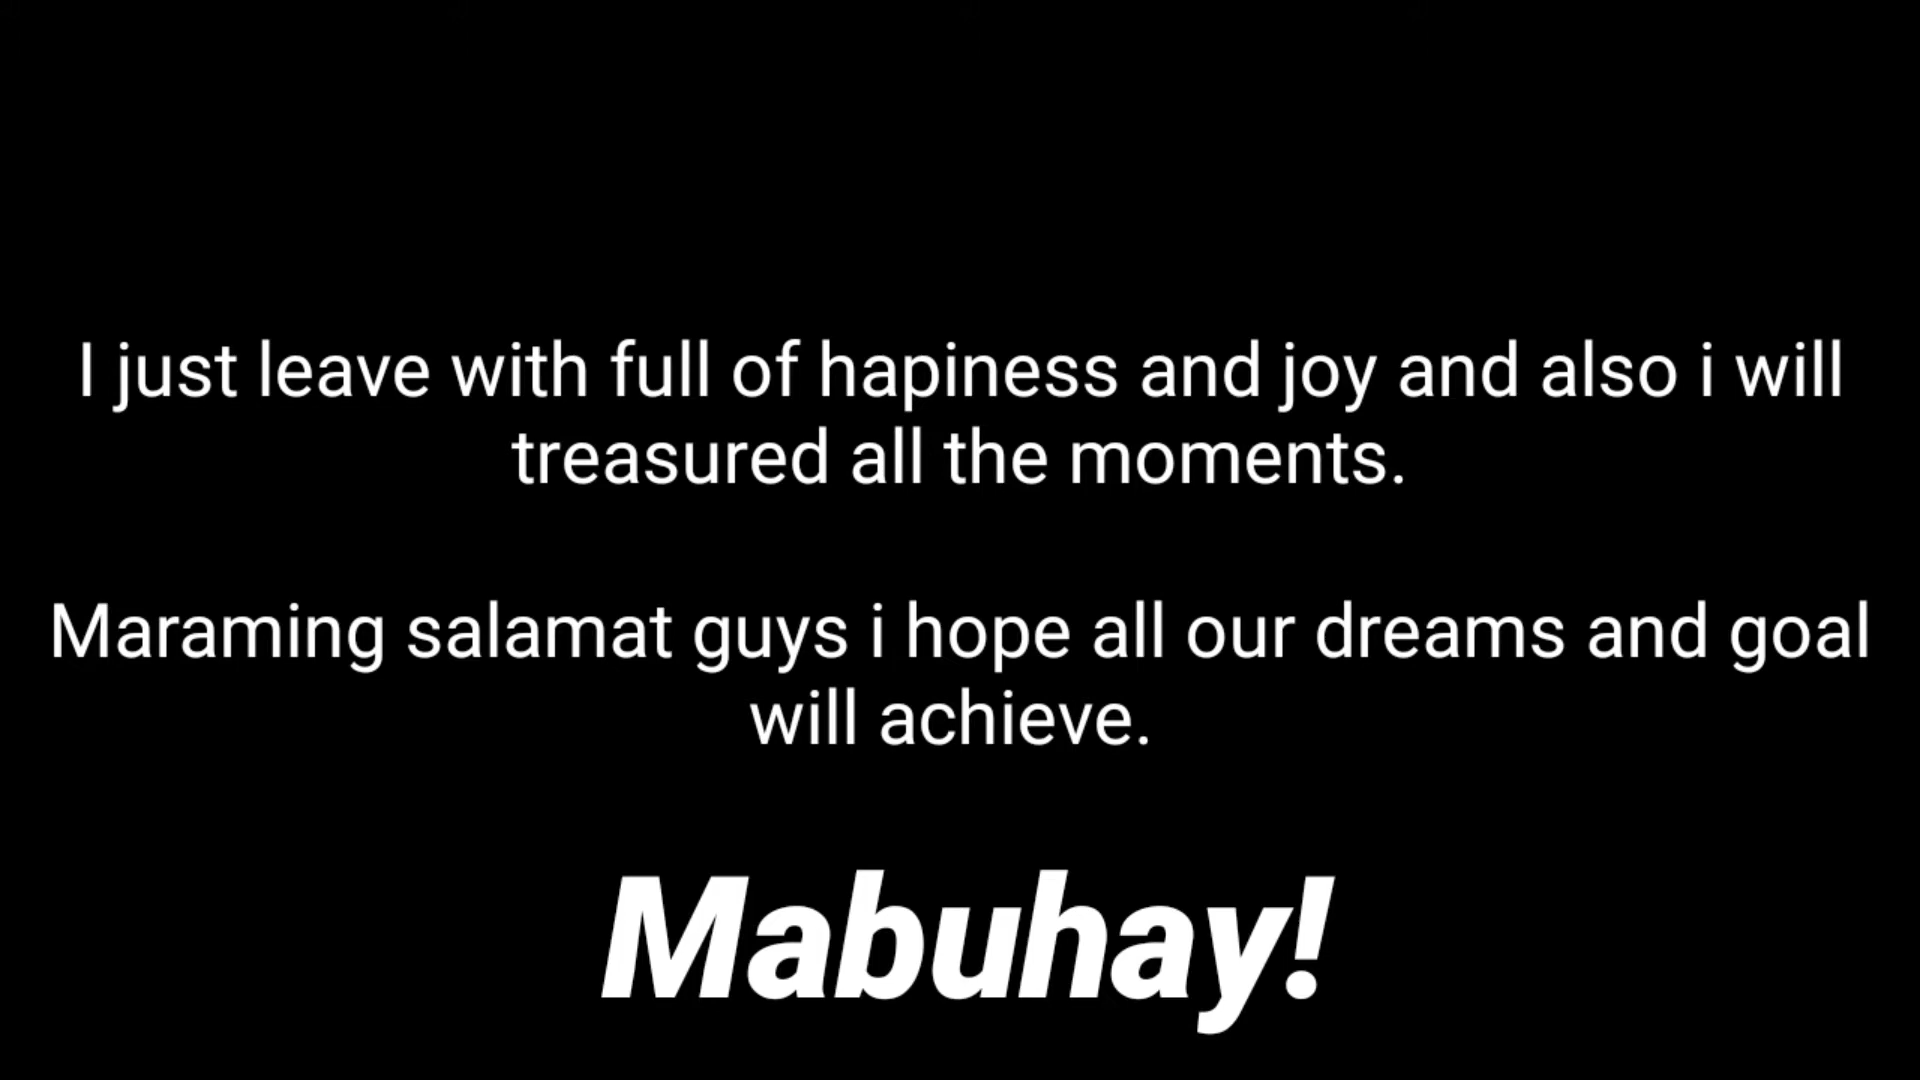 I just leave with full of hapiness and joy and also i will
treasured all the moments.
Maraming salamat guys i hope all our dreams and goal
will achieve.
Mabuhay!